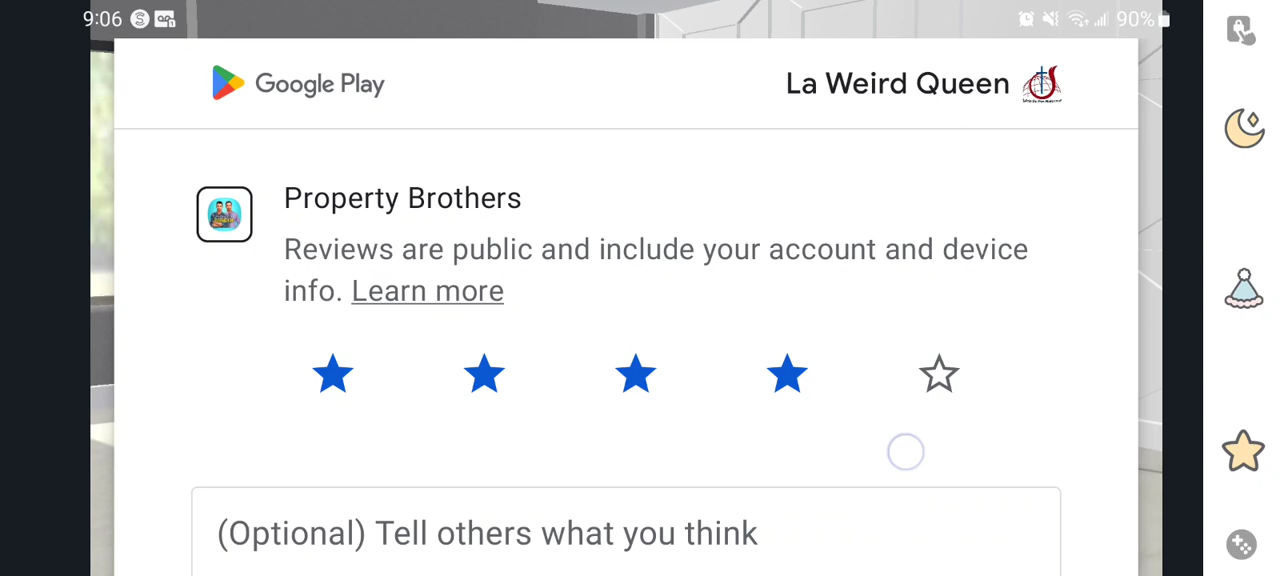 9:06
90%
Google Play
La Weird Queen
Property Brothers
Reviews are public and include your account and device
info. Learn more
(Optional) Tell others what you think